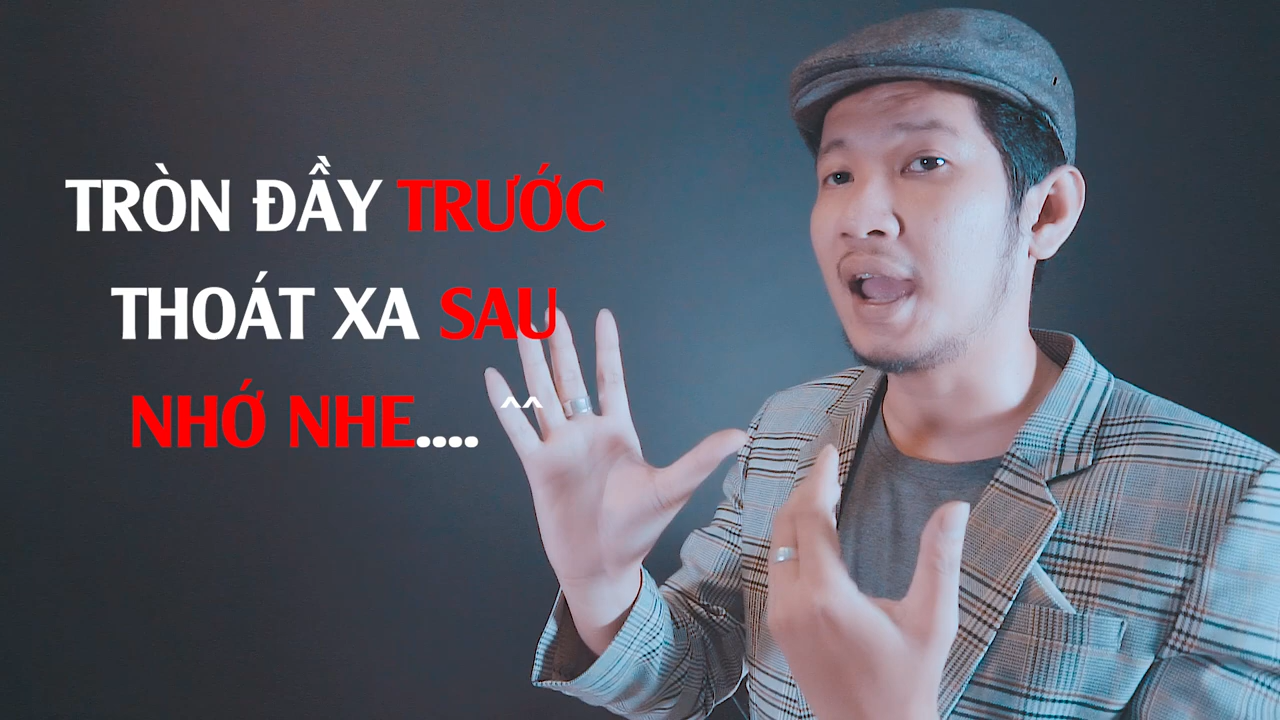 TRÒN ĐẦY TRƯỚC
THOÁT XA SAU
NHỚ NHE.... ^^